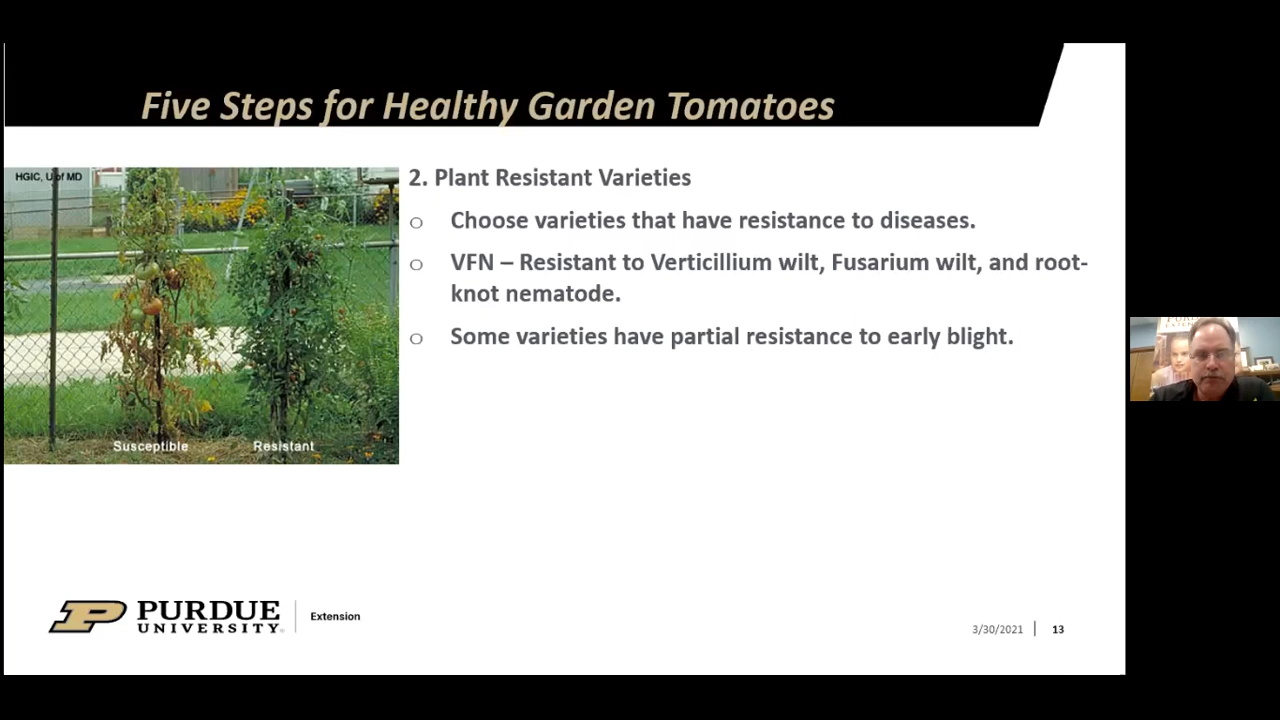 Five Steps for Healthy Garden Tomatoes
HGIC, U of MD
Susceptible
Resistant
2. Plant Resistant Varieties
o Choose varieties that have resistance to diseases.
o VFN – Resistant to Verticillium wilt, Fusarium wilt, and root-
knot nematode.
o Some varieties have partial resistance to early blight.
PURDUE
UNIVERSITY
Extension
3/30/2021 | 13